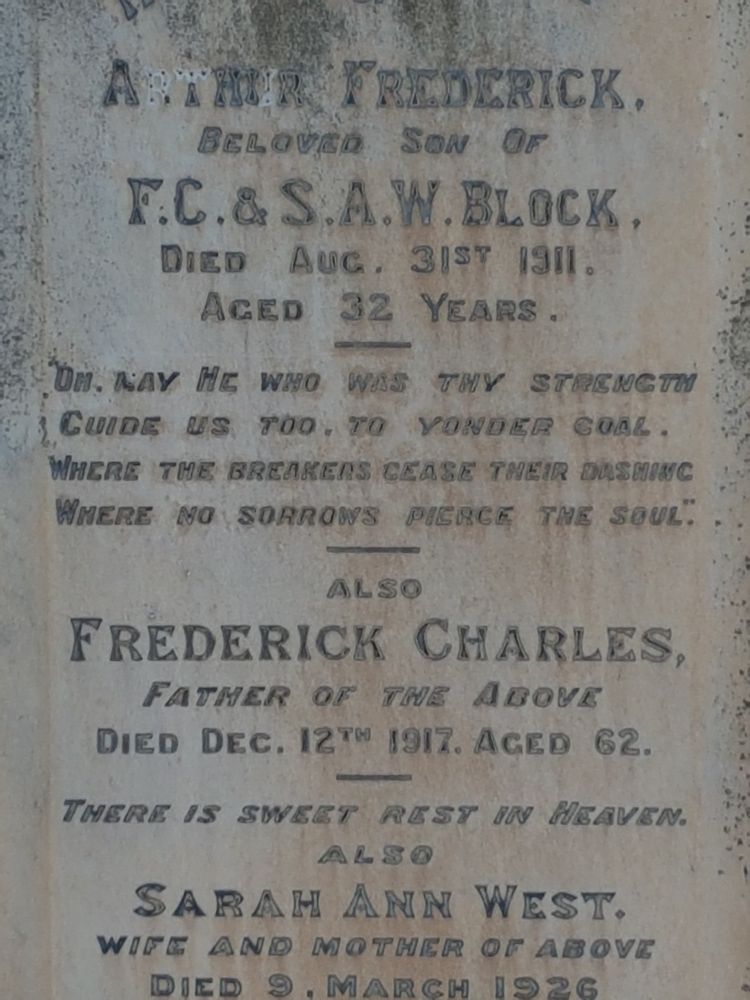 ARTHUR FREDERICK,
BELOVED SON OF
F.C. & S.A.W. BLOCK,
DIED AUG. 31ST 1911.
AGED 32 YEARS.
"OH, MAY HE WHO WAS THY STRENGTH
GUIDE US TOO, TO YONDER GOAL.
WHERE THE BREAKERS CEASE THEIR DASHING
WHERE NO SORROWS PIERCE THE SOUL".
ALSO
FREDERICK CHARLES,
FATHER OF THE ABOVE
DIED DEC. 12TH 1917. AGED 62.
THERE IS SWEET REST IN HEAVEN.
ALSO
SARAH ANN WEST.
WIFE AND MOTHER OF ABOVE
DIED 9, MARCH 1926